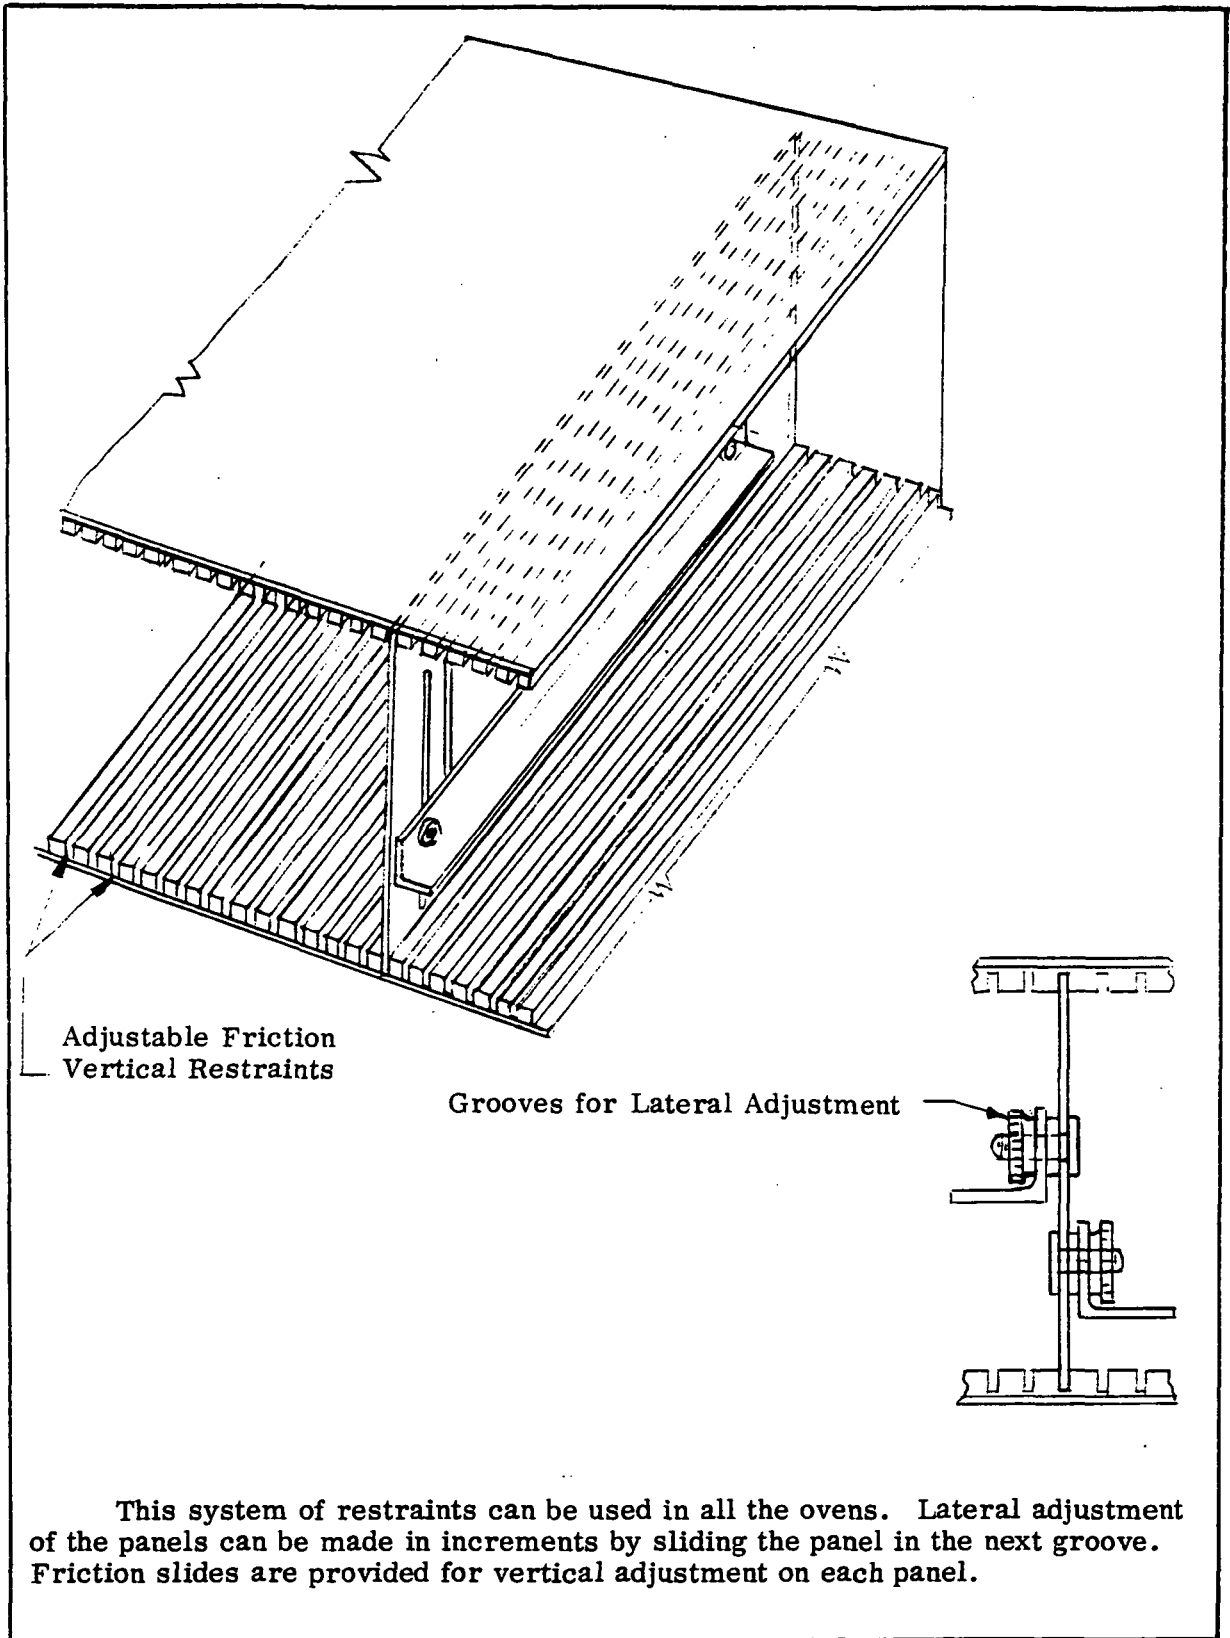 Adjustable Friction
Vertical Restraints
Grooves for Lateral Adjustment
This system of restraints can be used in all the ovens. Lateral adjustment
of the panels can be made in increments by sliding the panel in the next groove.
Friction slides are provided for vertical adjustment on each panel.